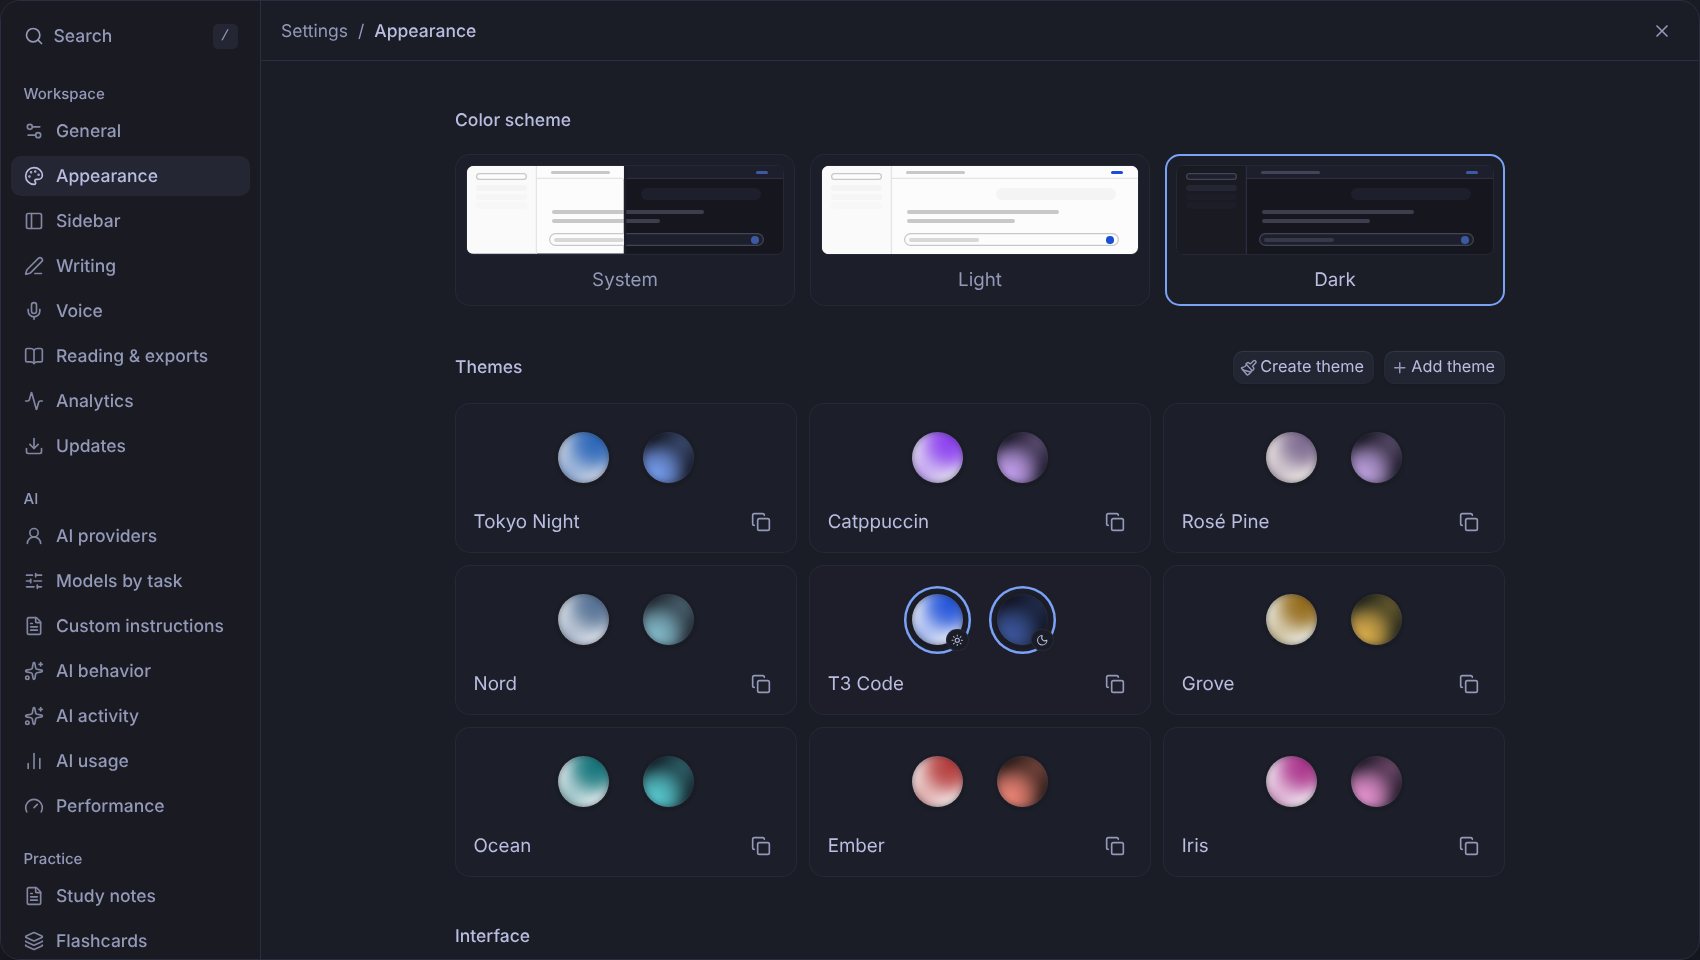 Search /
Workspace
General
Appearance
Sidebar
Writing
Voice
Reading & exports
Analytics
Updates
AI
AI providers
Models by task
Custom instructions
AI behavior
AI activity
AI usage
Performance
Practice
Study notes
Flashcards
Settings / Appearance
Color scheme
System
Light
Dark
Themes
Create theme
Add theme
Tokyo Night
Catppuccin
Rosé Pine
Nord
T3 Code
Grove
Ocean
Ember
Iris
Interface